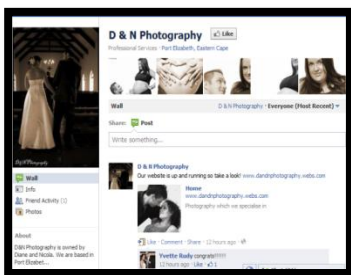 D & N Photography
Like
Professional Services · Port Elizabeth, Eastern Cape
Wall
D & N Photography · Everyone (Most Recent)
Share:
Post
Write something...
D&N Photography
Wall
Info
Friend Activity (1)
Photos
About
D&N Photography is owned by
Diane and Nicola. We are based in
Port Elizabet...
D & N Photography
Our website is up and running so take a look! www.dandnphotography.webs.com
Home
www.dandnphotography.webs.com
Photography which we specialise in
Like · Comment · Share · 12 hours ago
Yvette Rudy congrats!!!!!!!
12 hours ago · Like · 1